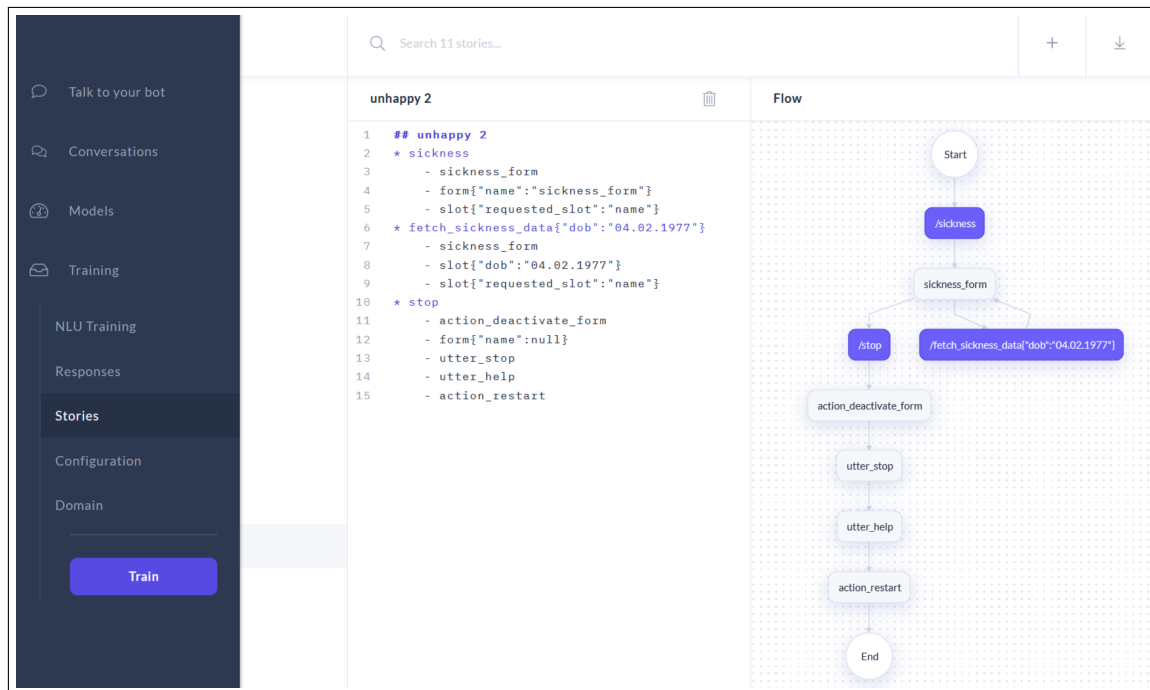 Talk to your bot
Conversations
Models
Training
NLU Training
Responses
Stories
Configuration
Domain
Train
Search 11 stories...
unhappy 2
1 ## unhappy 2
2 * sickness
3 - sickness_form
4 - form{"name":"sickness_form"}
5 - slot{"requested_slot":"name"}
6 * fetch_sickness_data{"dob":"04.02.1977"}
7 - sickness_form
8 - slot{"dob":"04.02.1977"}
9 - slot{"requested_slot":"name"}
10 * stop
11 - action_deactivate_form
12 - form{"name":null}
13 - utter_stop
14 - utter_help
15 - action_restart
Flow
Start
/sickness
sickness_form
/stop /fetch_sickness_data{"dob":"04.02.1977"}
action_deactivate_form
utter_stop
utter_help
action_restart
End